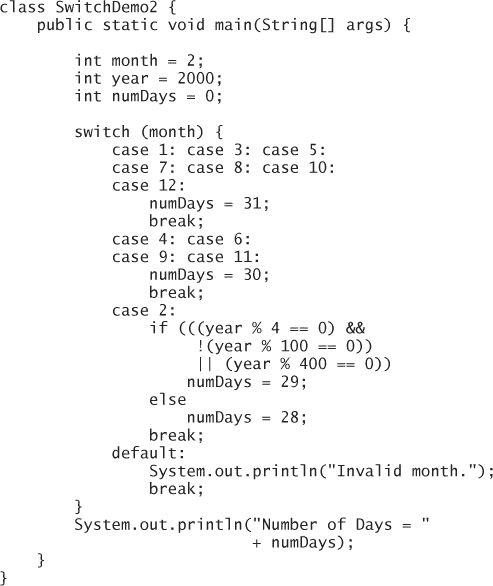 class SwitchDemo2 {
    public static void main(String[] args) {

        int month = 2;
        int year = 2000;
        int numDays = 0;

        switch (month) {
            case 1: case 3: case 5:
            case 7: case 8: case 10:
            case 12:
                numDays = 31;
                break;
            case 4: case 6:
            case 9: case 11:
                numDays = 30;
                break;
            case 2:
                if (((year % 4 == 0) &&
                     !(year % 100 == 0))
                     || (year % 400 == 0))
                    numDays = 29;
                else
                    numDays = 28;
                break;
            default:
                System.out.println("Invalid month.");
                break;
        }
        System.out.println("Number of Days = "
                           + numDays);
    }
}